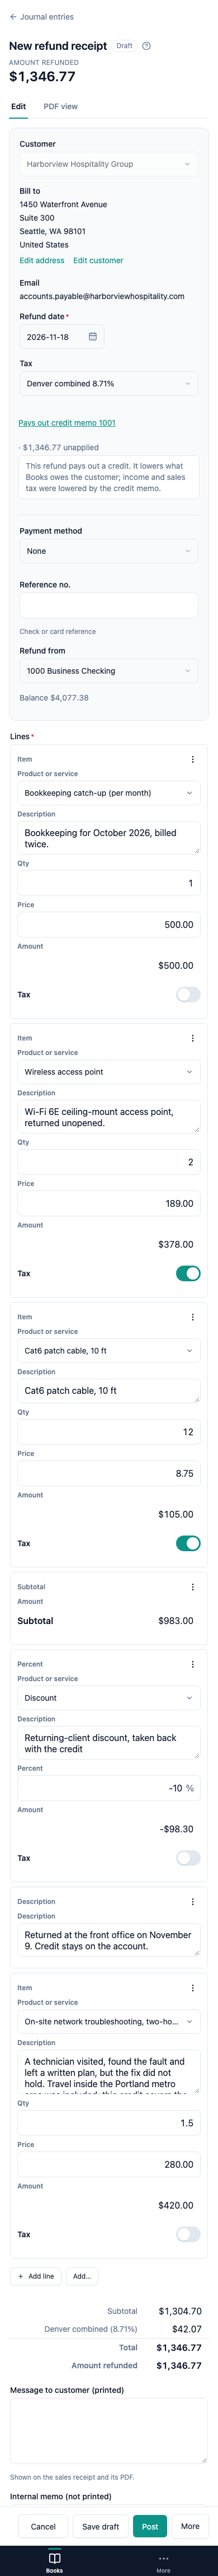 Journal entries
New refund receipt Draft
AMOUNT REFUNDED
$1,346.77
Edit PDF view
Customer
Harborview Hospitality Group
Bill to
1450 Waterfront Avenue
Suite 300
Seattle, WA 98101
United States
Edit address Edit customer
Email
accounts.payable@harborviewhospitality.com
Refund date*
2026-11-18
Tax
Denver combined 8.71%
Pays out credit memo 1001
· $1,346.77 unapplied
This refund pays out a credit. It lowers what
Books owes the customer; income and sales
tax were lowered by the credit memo.
Payment method
None
Reference no.
Check or card reference
Refund from
1000 Business Checking
Balance $4,077.38
Lines*
Item
Product or service
Bookkeeping catch-up (per month)
Description
Bookkeeping for October 2026, billed
twice.
Qty
1
Price
500.00
Amount
$500.00
Tax
Item
Product or service
Wireless access point
Description
Wi-Fi 6E ceiling-mount access point,
returned unopened.
Qty
2
Price
189.00
Amount
$378.00
Tax
Item
Product or service
Cat6 patch cable, 10 ft
Description
Cat6 patch cable, 10 ft
Qty
12
Price
8.75
Amount
$105.00
Tax
Subtotal
Amount
Subtotal $983.00
Percent
Product or service
Discount
Description
Returning-client discount, taken back
with the credit
Percent
-10 %
Amount
-$98.30
Tax
Description
Description
Returned at the front office on November
9. Credit stays on the account.
Item
Product or service
On-site network troubleshooting, two-ho...
Description
A technician visited, found the fault and
left a written plan, but the fix did not
hold. Travel inside the Portland metro
Qty
1.5
Price
280.00
Amount
$420.00
Tax
+ Add line Add...
Subtotal $1,304.70
Denver combined (8.71%) $42.07
Total $1,346.77
Amount refunded $1,346.77
Message to customer (printed)
Shown on the sales receipt and its PDF.
Internal memo (not printed)
Cancel Save draft Post More
Books More